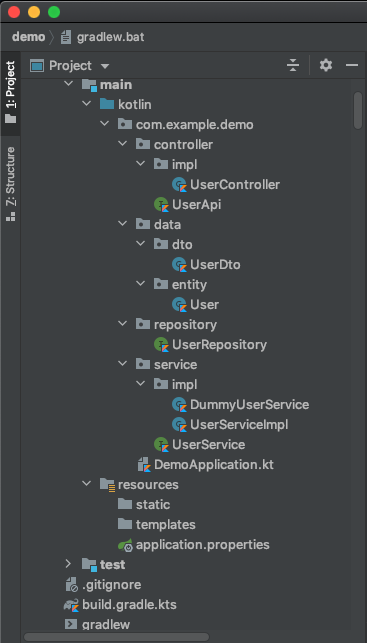 demo gradlew.bat
1: Project
Project
main
kotlin
com.example.demo
controller
impl
UserController
UserApi
data
dto
UserDto
entity
User
repository
UserRepository
service
impl
DummyUserService
UserServiceImpl
UserService
DemoApplication.kt
resources
static
templates
application.properties
test
.gitignore
build.gradle.kts
gradlew
Z: Structure